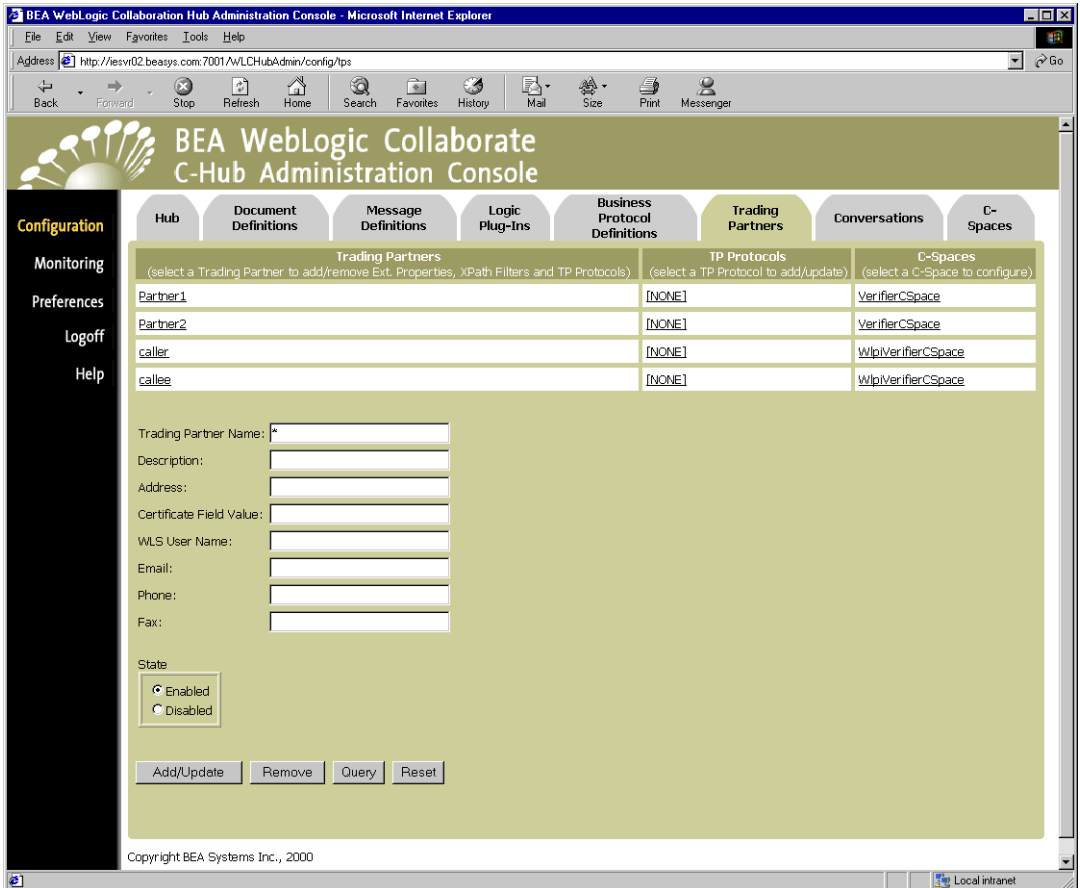 BEA WebLogic Collaboration Hub Administration Console - Microsoft Internet Explorer
File Edit View Favorites Tools Help
Address http://iesvr02.beasys.com:7001/WLCHubAdmin/config/tps Go
Back Forward Stop Refresh Home Search Favorites History Mail Size Print Messenger
BEA WebLogic Collaborate
C-Hub Administration Console
Configuration
Monitoring
Preferences
Logoff
Help
Hub
Document
Definitions
Message
Definitions
Logic
Plug-Ins
Business
Protocol
Definitions
Trading
Partners
Conversations
C-
Spaces
Trading Partners TP Protocols C-Spaces
(select a Trading Partner to add/remove Ext. Properties, XPath Filters and TP Protocols) (select a TP Protocol to add/update) (select a C-Space to configure)
Partner1 [NONE] VerifierCSpace
Partner2 [NONE] VerifierCSpace
caller [NONE] WlpiVerifierCSpace
callee [NONE] WlpiVerifierCSpace
Trading Partner Name: *
Description:
Address:
Certificate Field Value:
WLS User Name:
Email:
Phone:
Fax:
State
Enabled
Disabled
Add/Update Remove Query Reset
Copyright BEA Systems Inc., 2000
Local intranet